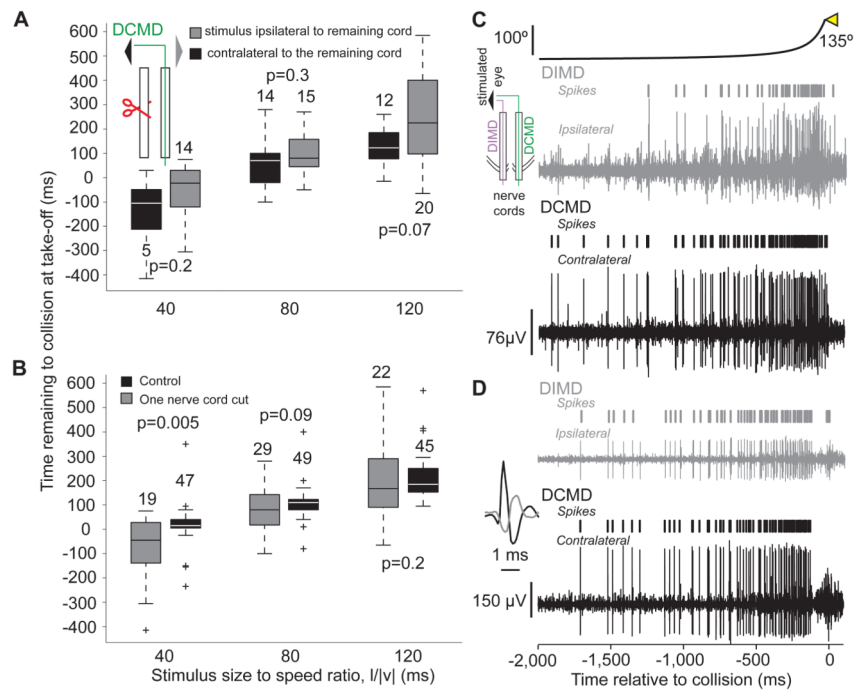 A
DCMD
stimulus ipsilateral to remaining cord
contralateral to the remaining cord
Time remaining to collision at take-off (ms)
600
500
400
300
200
100
0
-100
-200
-300
-400
5
14
p=0.2
p=0.3
14
15
12
20
p=0.07
40
80
120
B
Control
One nerve cord cut
600
500
400
300
200
100
0
-100
-200
-300
-400
p=0.005
19
47
p=0.09
29
49
22
45
p=0.2
40
80
120
Stimulus size to speed ratio, l/|v| (ms)
C
100°
135°
stimulated eye
DIMD
DCMD
nerve cords
DIMD
Spikes
Ipsilateral
DCMD
Spikes
Contralateral
76μV
D
DIMD
Spikes
Ipsilateral
DCMD
Spikes
Contralateral
1 ms
150 μV
-2,000
-1,500
-1,000
-500
0
Time relative to collision (ms)